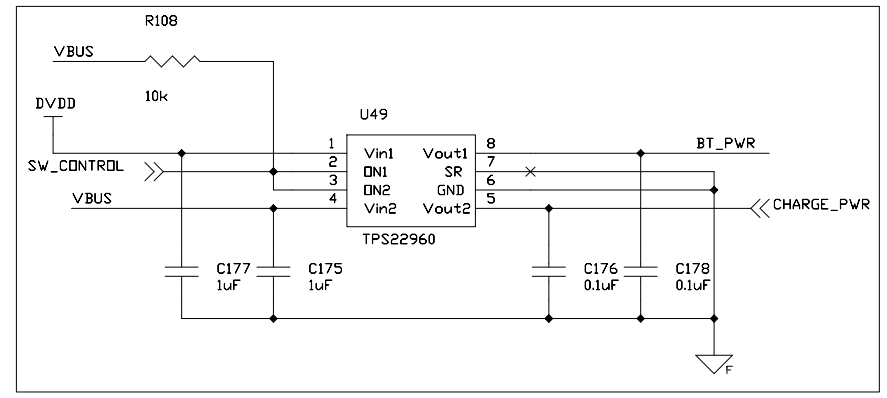 R108
VBUS
10k
DVDD
U49
1 Vin1 Vout1 8 BT_PWR
SW_CONTROL 2 ON1 SR 7
3 ON2 GND 6
VBUS 4 Vin2 Vout2 5 CHARGE_PWR
TPS22960
C177 C175 C176 C178
1uF 1uF 0.1uF 0.1uF
F